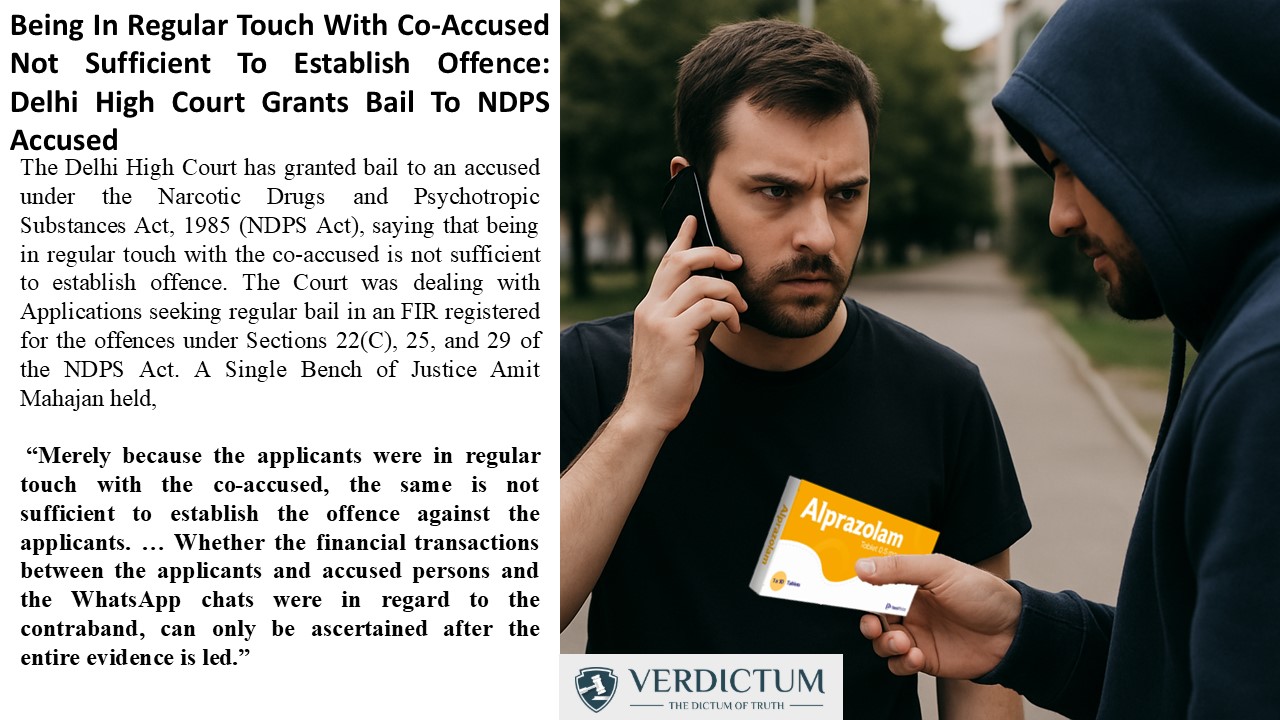 Being In Regular Touch With Co-Accused
Not Sufficient To Establish Offence:
Delhi High Court Grants Bail To NDPS
Accused
The Delhi High Court has granted bail to an accused
under the Narcotic Drugs and Psychotropic
Substances Act, 1985 (NDPS Act), saying that being
in regular touch with the co-accused is not sufficient
to establish offence. The Court was dealing with
Applications seeking regular bail in an FIR registered
for the offences under Sections 22(C), 25, and 29 of
the NDPS Act. A Single Bench of Justice Amit
Mahajan held,
“Merely because the applicants were in regular
touch with the co-accused, the same is not
sufficient to establish the offence against the
applicants. … Whether the financial transactions
between the applicants and accused persons and
the WhatsApp chats were in regard to the
contraband, can only be ascertained after the
entire evidence is led.”
Alprazolam
Alprazolam
Tablet 0.5
Tablets
VERDICTUM
THE DICTUM OF TRUTH